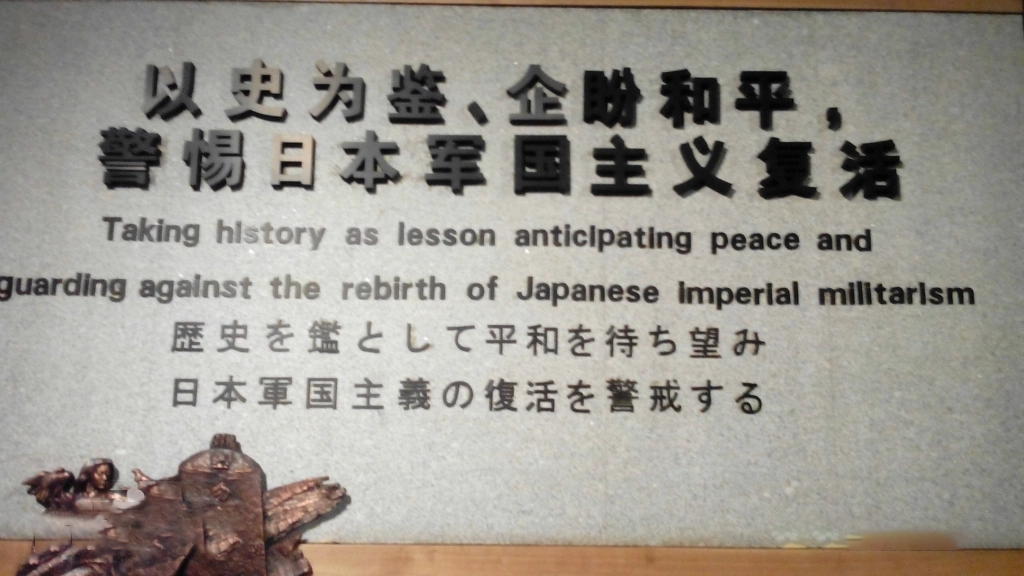 以史为鉴、企盼和平，
警惕日本军国主义复活
Taking history as lesson anticipating peace and
guarding against the rebirth of Japanese imperial militarism
歴史を鑑として平和を待ち望み
日本軍国主義の復活を警戒する